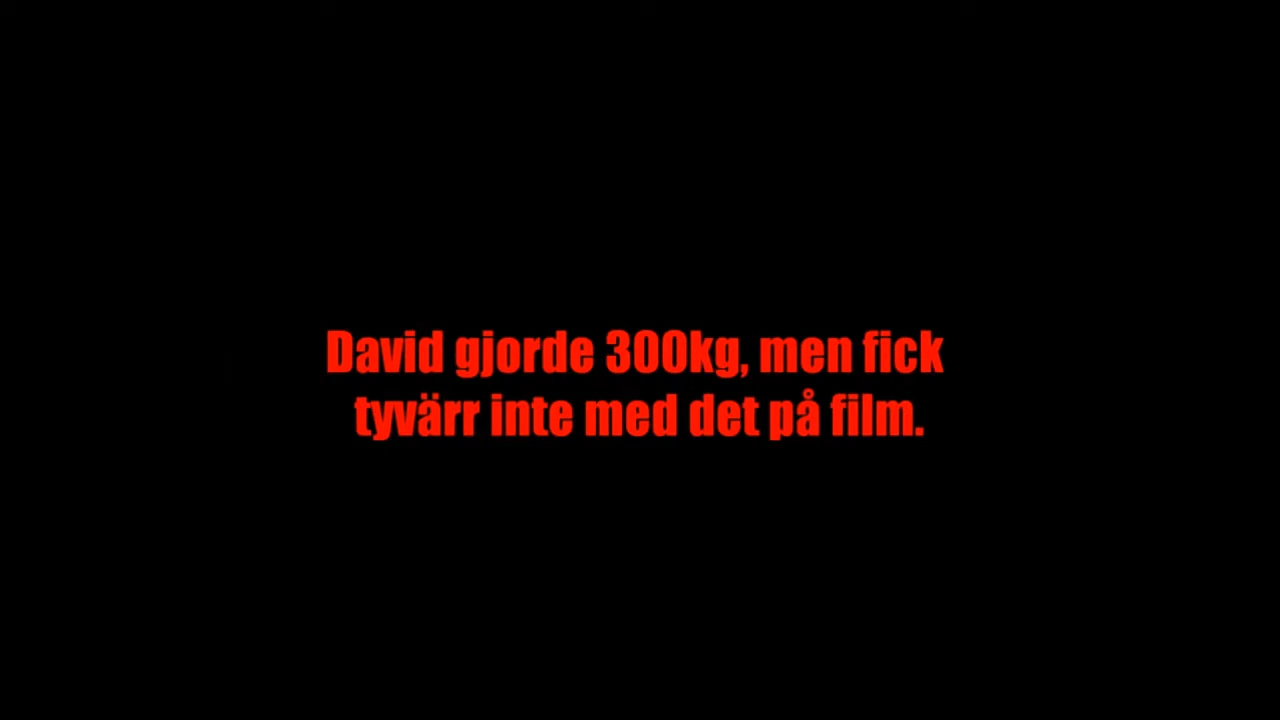 David gjorde 300kg, men fick
tyvärr inte med det på film.